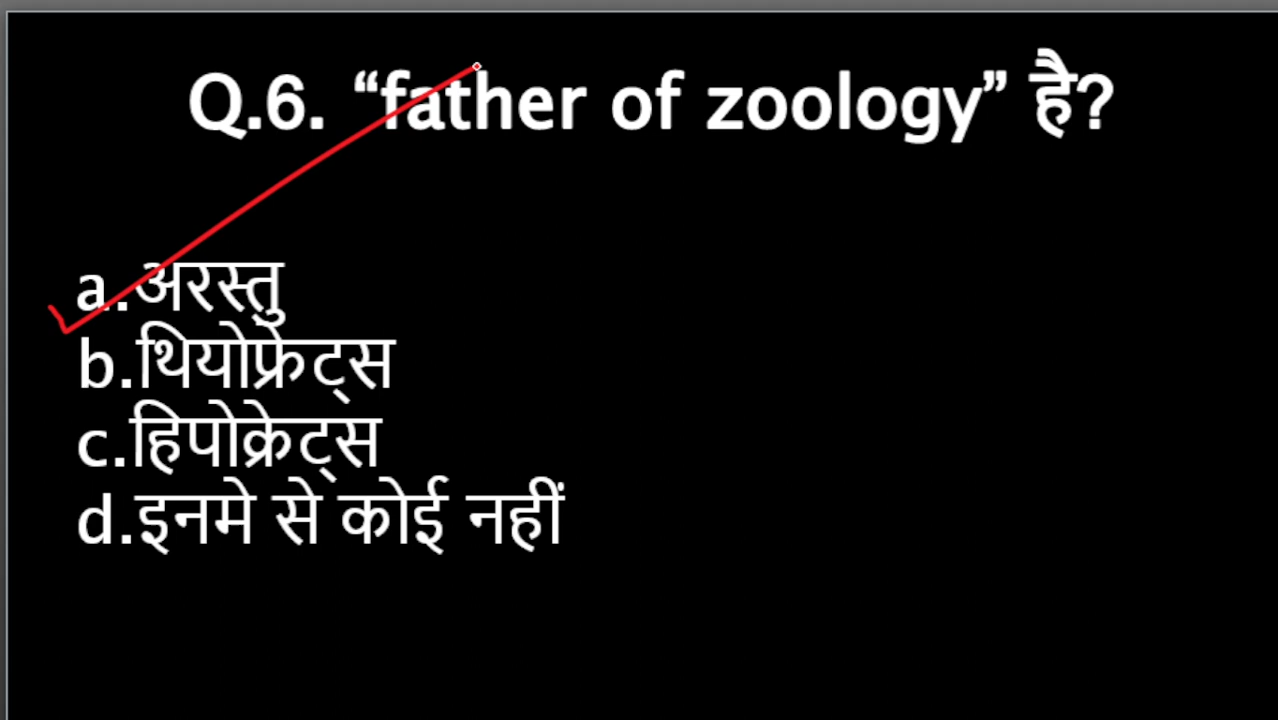 Q.6. “father of zoology” है?
a.अरस्तु
b.थियोफ्रेट्स
c.हिपोक्रेट्स
d.इनमे से कोई नहीं